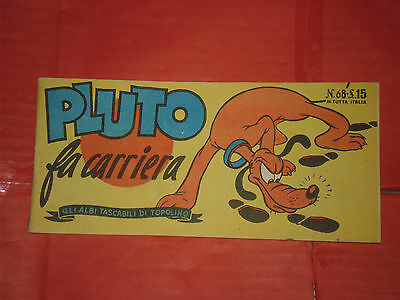 PLUTO
fa carriera
GLI ALBI TASCABILI DI TOPOLINO
N.68-L.15
IN TUTTA ITALIA